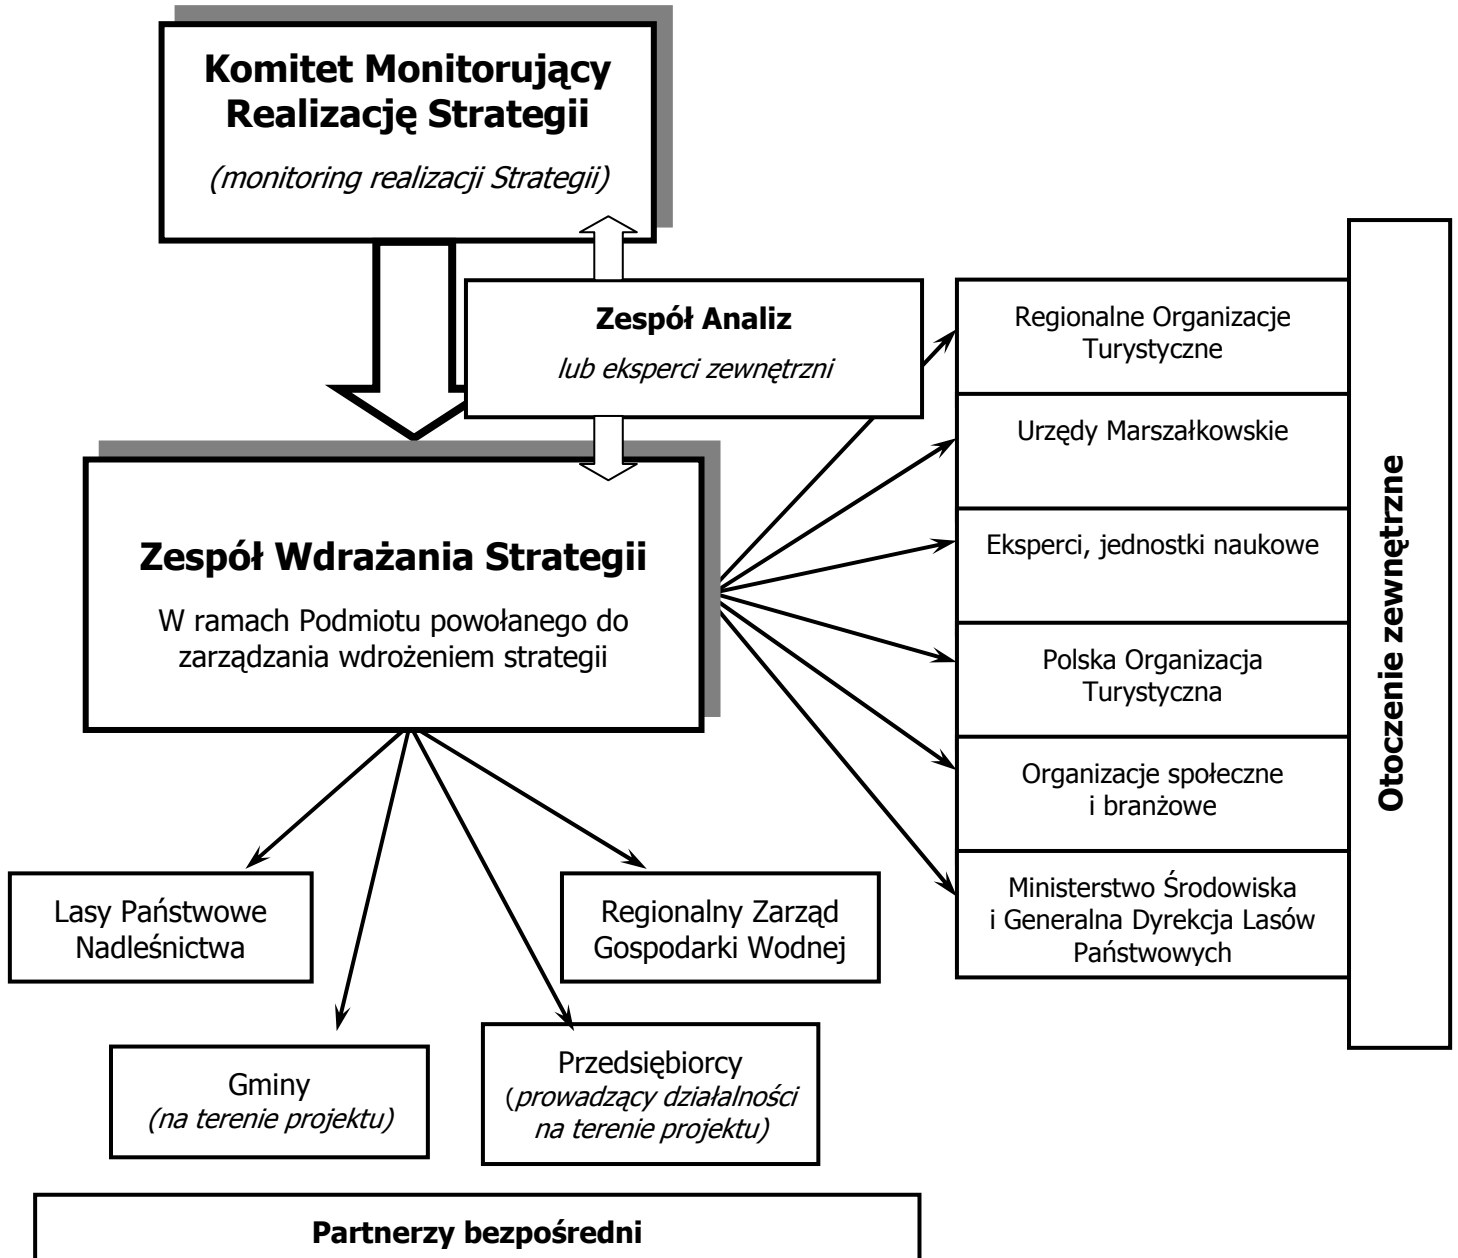 Komitet Monitorujący
Realizację Strategii
(monitoring realizacji Strategii)
Zespół Analiz
lub eksperci zewnętrzni
Zespół Wdrażania Strategii
W ramach Podmiotu powołanego do
zarządzania wdrożeniem strategii
Regionalne Organizacje
Turystyczne
Urzędy Marszałkowskie
Eksperci, jednostki naukowe
Polska Organizacja
Turystyczna
Organizacje społeczne
i branżowe
Ministerstwo Środowiska
i Generalna Dyrekcja Lasów
Państwowych
Otoczenie zewnętrzne
Lasy Państwowe
Nadleśnictwa
Regionalny Zarząd
Gospodarki Wodnej
Gminy
(na terenie projektu)
Przedsiębiorcy
(prowadzący działalności
na terenie projektu)
Partnerzy bezpośredni